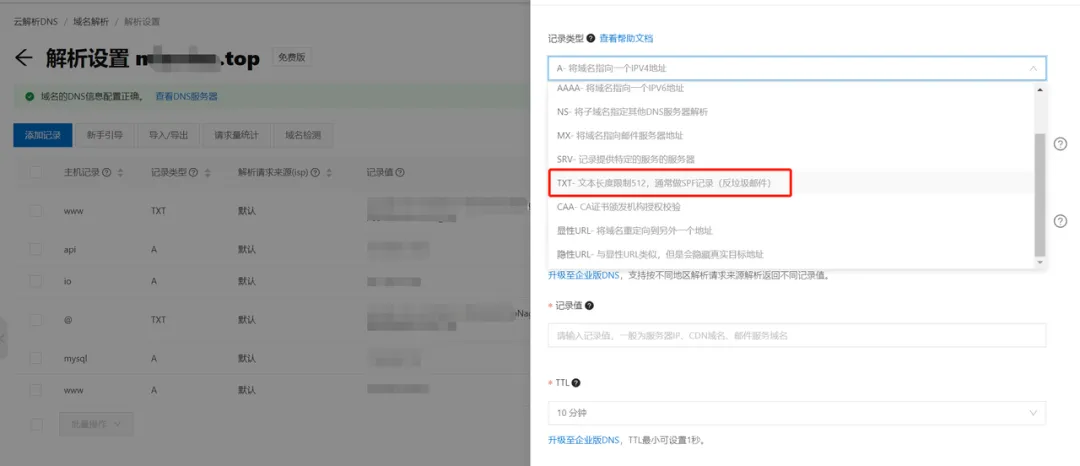 云解析DNS / 域名解析 / 解析设置
← 解析设置 m .top 免费版
域名的DNS信息配置正确。 查看DNS服务器
添加记录 新手引导 导入/导出 请求量统计 域名检测
主机记录 记录类型 解析请求来源(isp) 记录值
www TXT 默认
api A 默认
io A 默认
@ TXT 默认
mysql A 默认
www A 默认
批量操作
记录类型 查看帮助文档
A- 将域名指向一个IPV4地址
AAAA- 将域名指向一个IPV6地址
NS- 将子域名指定其他DNS服务器解析
MX- 将域名指向邮件服务器地址
SRV- 记录提供特定的服务的服务器
TXT- 文本长度限制512，通常做SPF记录（反垃圾邮件）
CAA- CA证书颁发机构授权校验
显性URL- 将域名重定向到另外一个地址
隐性URL- 与显性URL类似，但是会隐藏真实目标地址
升级至企业版DNS，支持按不同地区解析请求来源解析返回不同记录值。
* 记录值
请输入记录值，一般为服务器IP、CDN域名、邮件服务域名
* TTL
10 分钟
升级至企业版DNS，TTL最小可设置1秒。